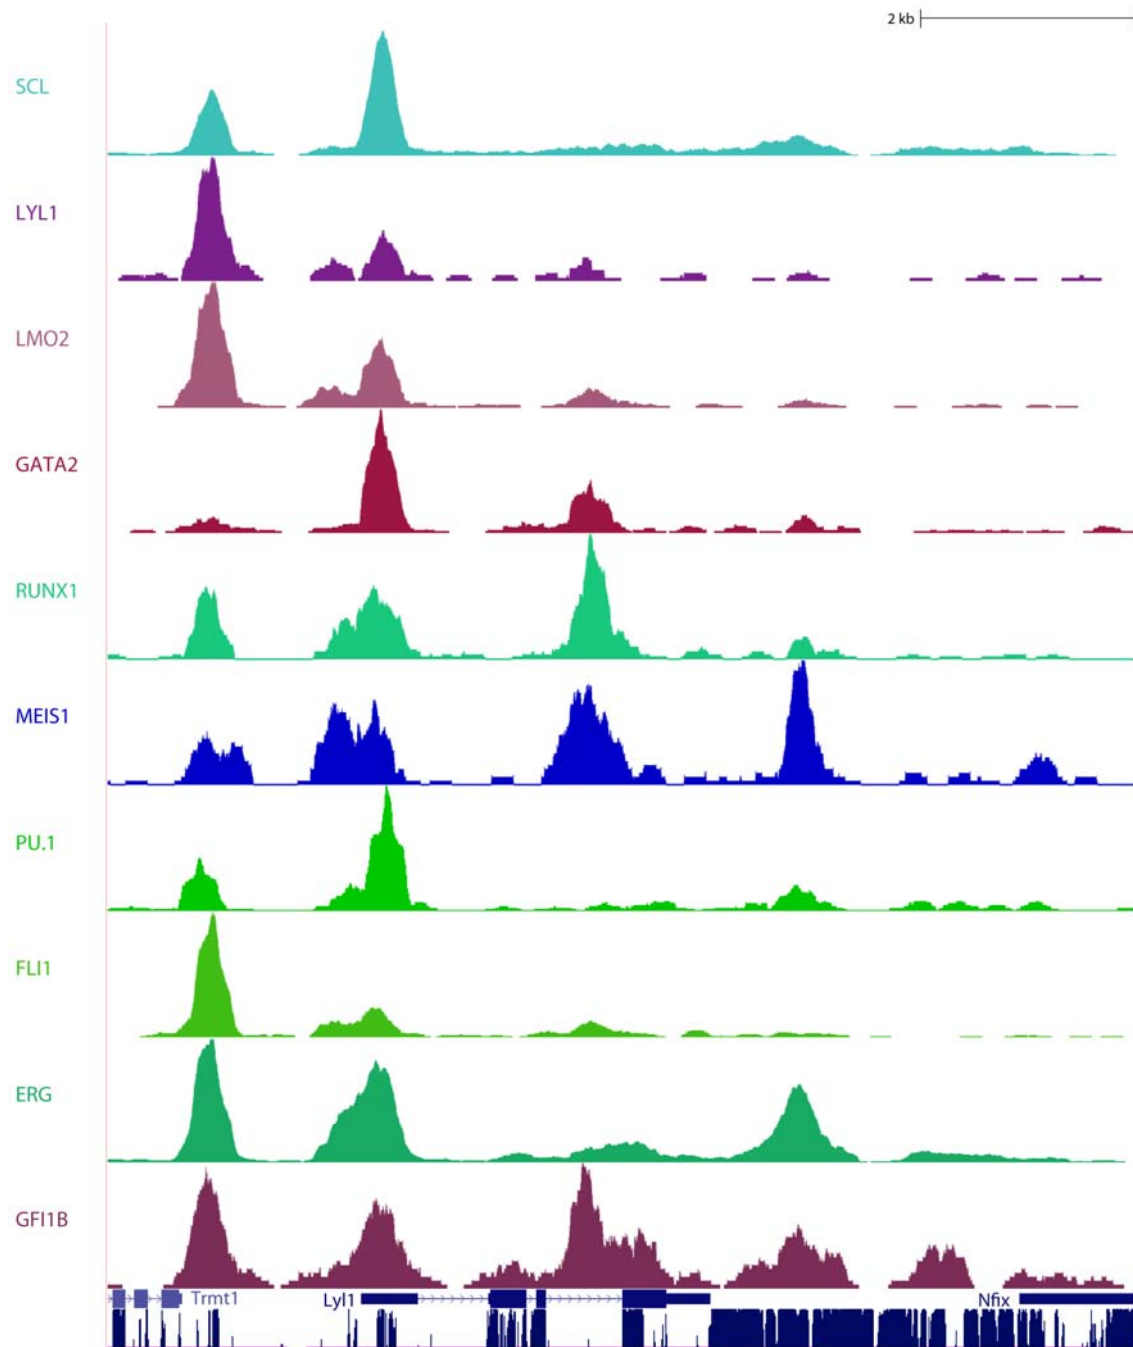 2 kb
SCL
LYL1
LMO2
GATA2
RUNX1
MEIS1
PU.1
FLI1
ERG
GFI1B
Trmt1 Lyl1 Nfix